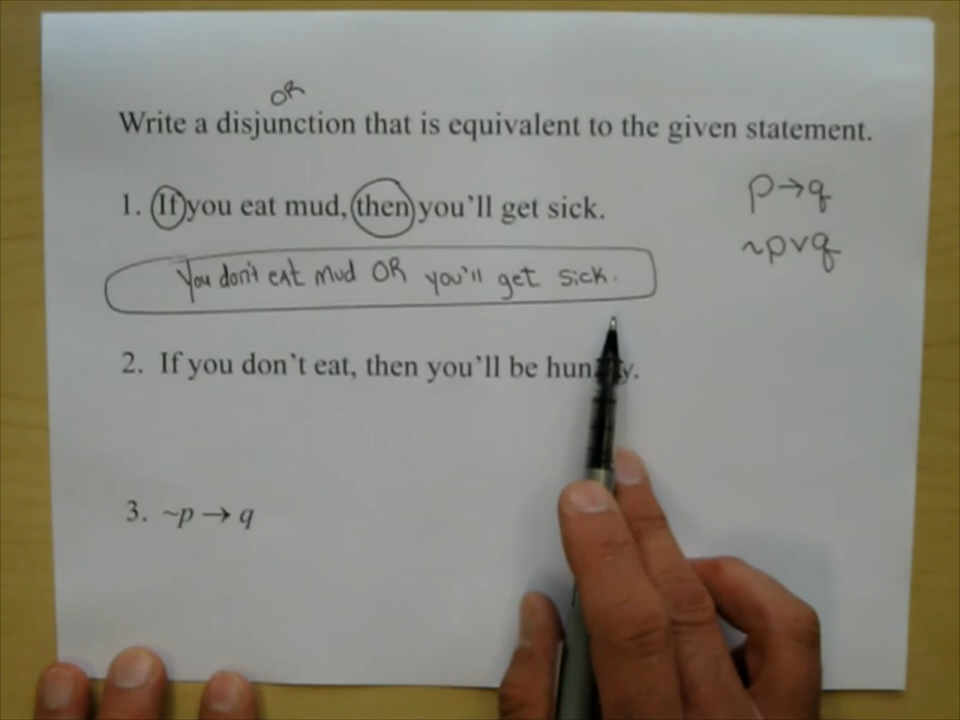 OR
Write a disjunction that is equivalent to the given statement.
1. If you eat mud, then you'll get sick.
p→q
~p∨q
You don't eat mud OR you'll get sick.
2. If you don't eat, then you'll be
3. ~p → q